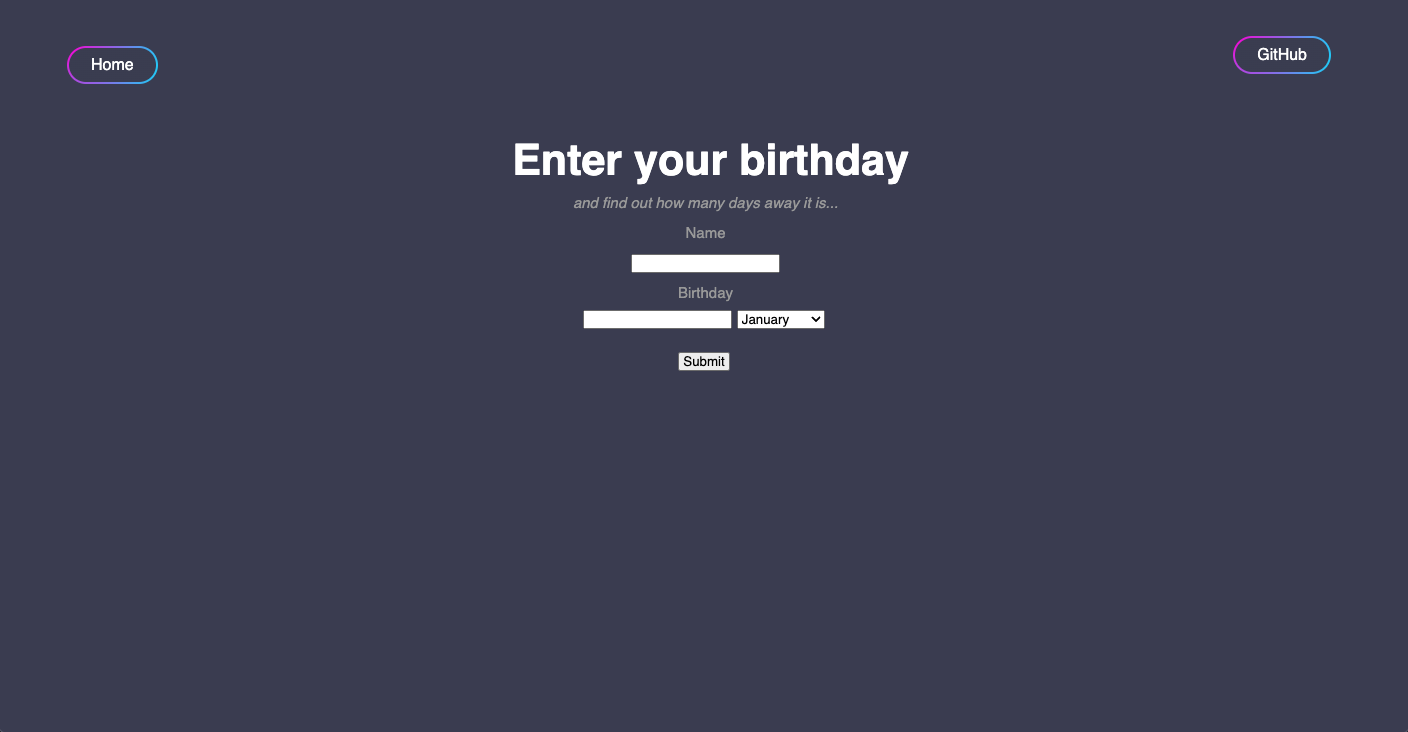 Home
GitHub
Enter your birthday
and find out how many days away it is...
Name
Birthday
January
Submit